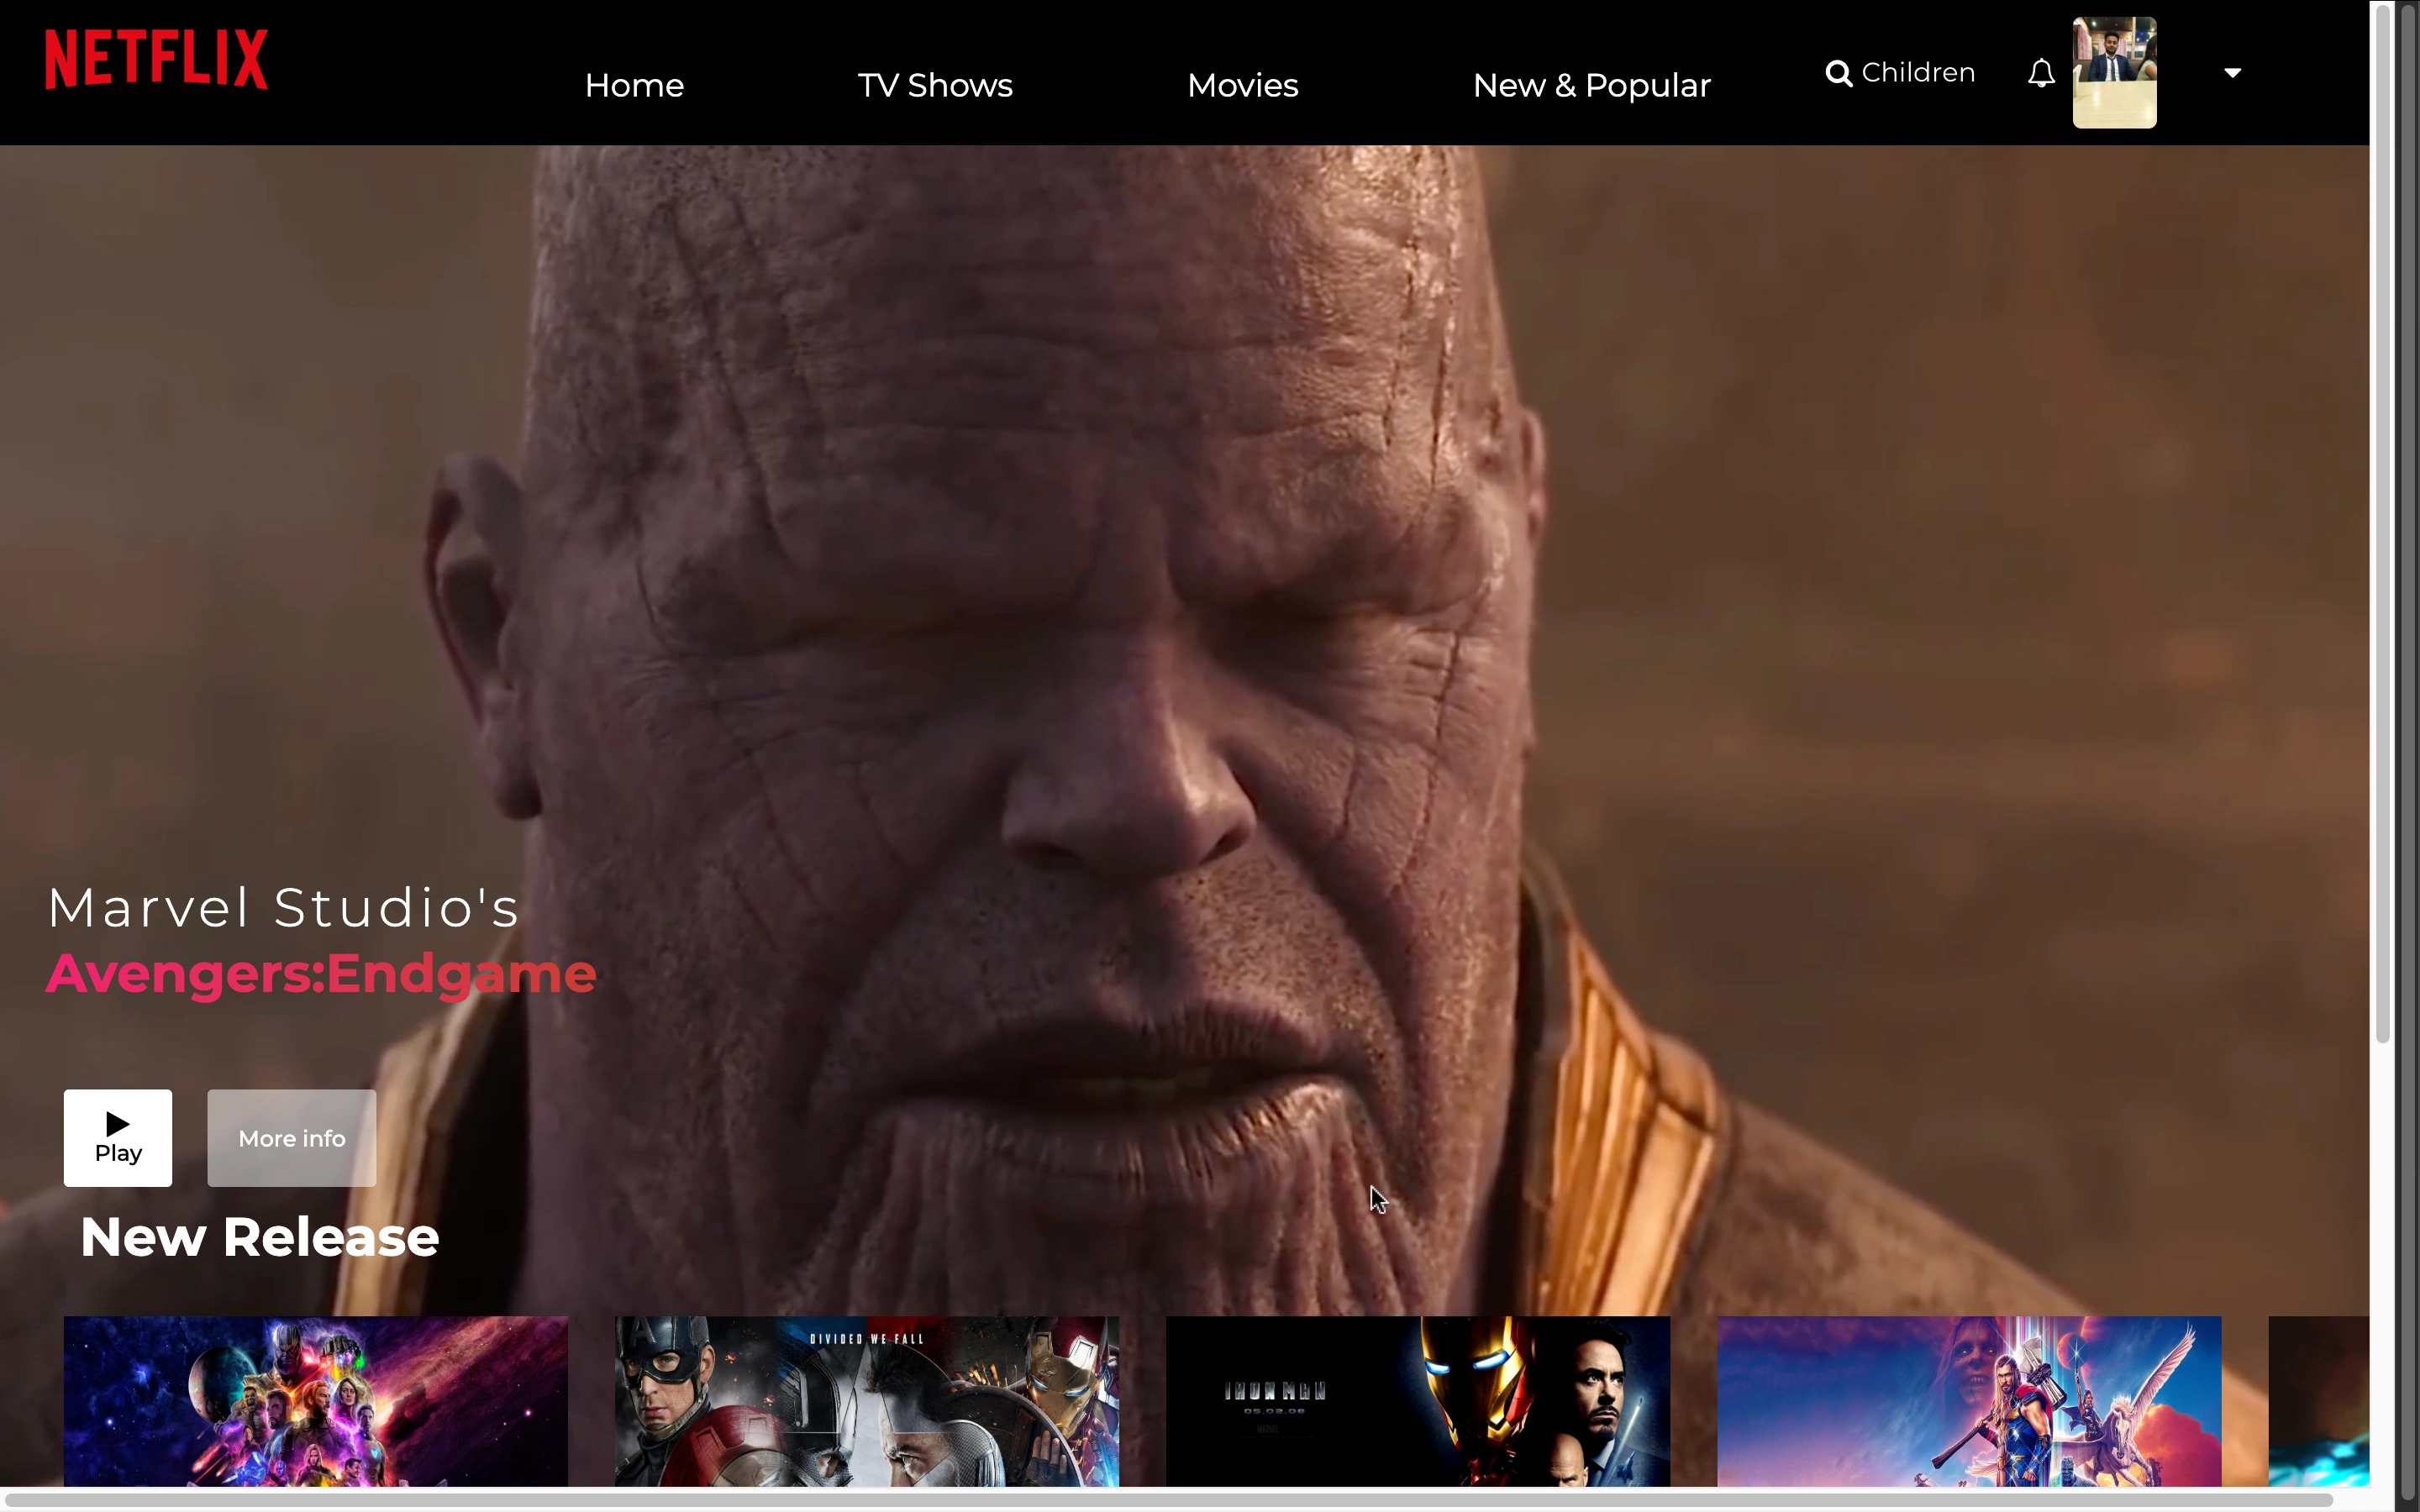 NETFLIX
Home
TV Shows
Movies
New & Popular
Children
Marvel Studio's
Avengers:Endgame
Play
More info
New Release
DIVIDED WE FALL
IRON MAN
05.02.08
MARVEL